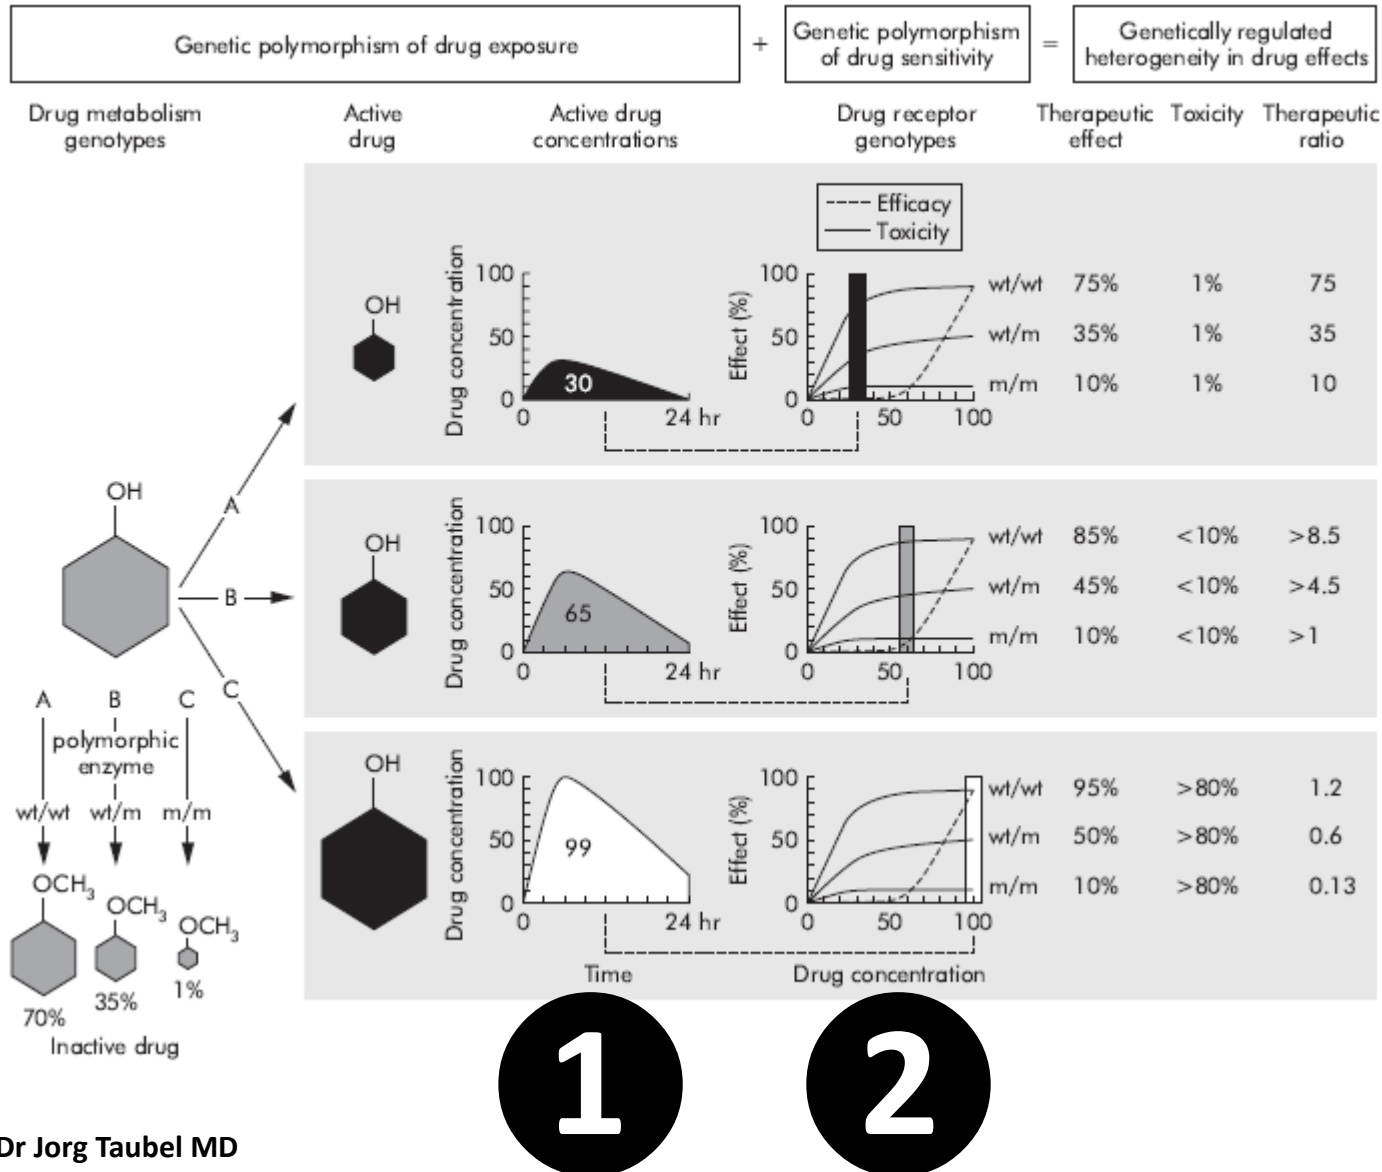 Genetic polymorphism of drug exposure
+
Genetic polymorphism
of drug sensitivity
=
Genetically regulated
heterogeneity in drug effects
Drug metabolism
genotypes
Active
drug
Active drug
concentrations
Drug receptor
genotypes
Therapeutic
effect
Toxicity
Therapeutic
ratio
Efficacy
Toxicity
OH
Drug concentration
100
50
0
30
0
24 hr
Effect (%)
100
50
0
0
50
100
wt/wt 75% 1% 75
wt/m 35% 1% 35
m/m 10% 1% 10
OH
A
B
C
OH
Drug concentration
100
50
0
65
0
24 hr
Effect (%)
100
50
0
0
50
100
wt/wt 85% <10% >8.5
wt/m 45% <10% >4.5
m/m 10% <10% >1
A B C
polymorphic
enzyme
wt/wt wt/m m/m
OCH3
OCH3
OCH3
70%
35%
1%
Inactive drug
OH
Drug concentration
100
50
0
99
0
24 hr
Time
Effect (%)
100
50
0
0
50
100
Drug concentration
wt/wt 95% >80% 1.2
wt/m 50% >80% 0.6
m/m 10% >80% 0.13
1
2
Dr Jorg Taubel MD